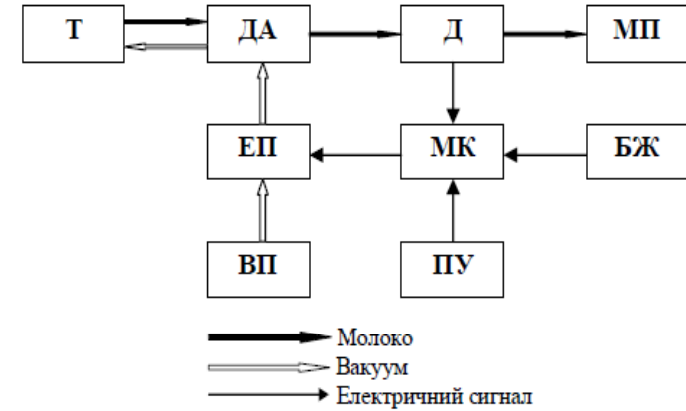 Т ДА Д МП
ЕП МК БЖ
ВП ПУ
Молоко
Вакуум
Електричний сигнал